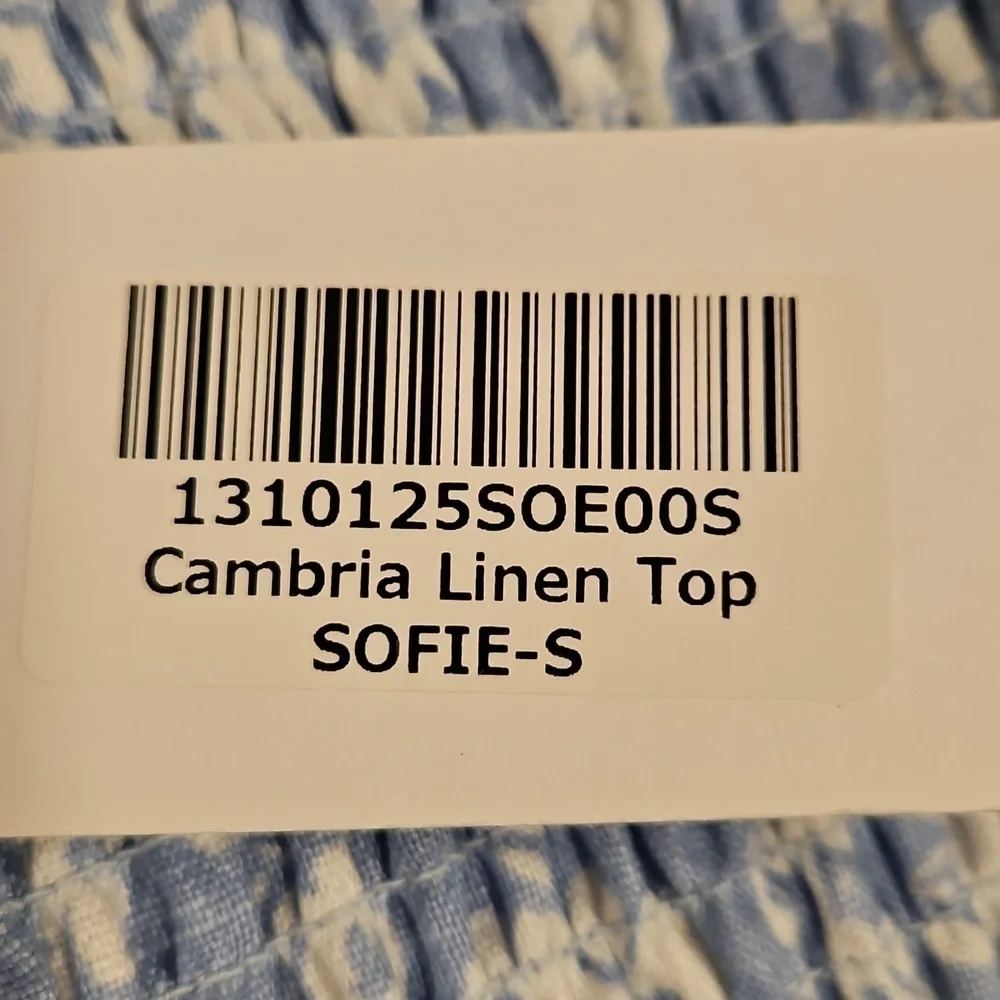 1310125SOE00S
Cambria Linen Top
SOFIE-S